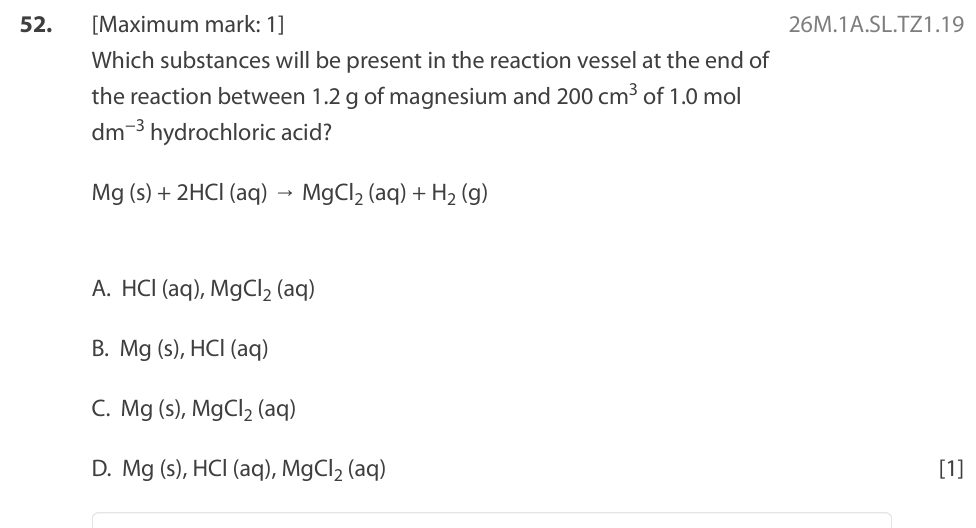 52. [Maximum mark: 1] 26M.1A.SL.TZ1.19
Which substances will be present in the reaction vessel at the end of
the reaction between 1.2 g of magnesium and 200 cm³ of 1.0 mol
dm⁻³ hydrochloric acid?
Mg (s) + 2HCl (aq) → MgCl₂ (aq) + H₂ (g)
A. HCl (aq), MgCl₂ (aq)
B. Mg (s), HCl (aq)
C. Mg (s), MgCl₂ (aq)
D. Mg (s), HCl (aq), MgCl₂ (aq) [1]